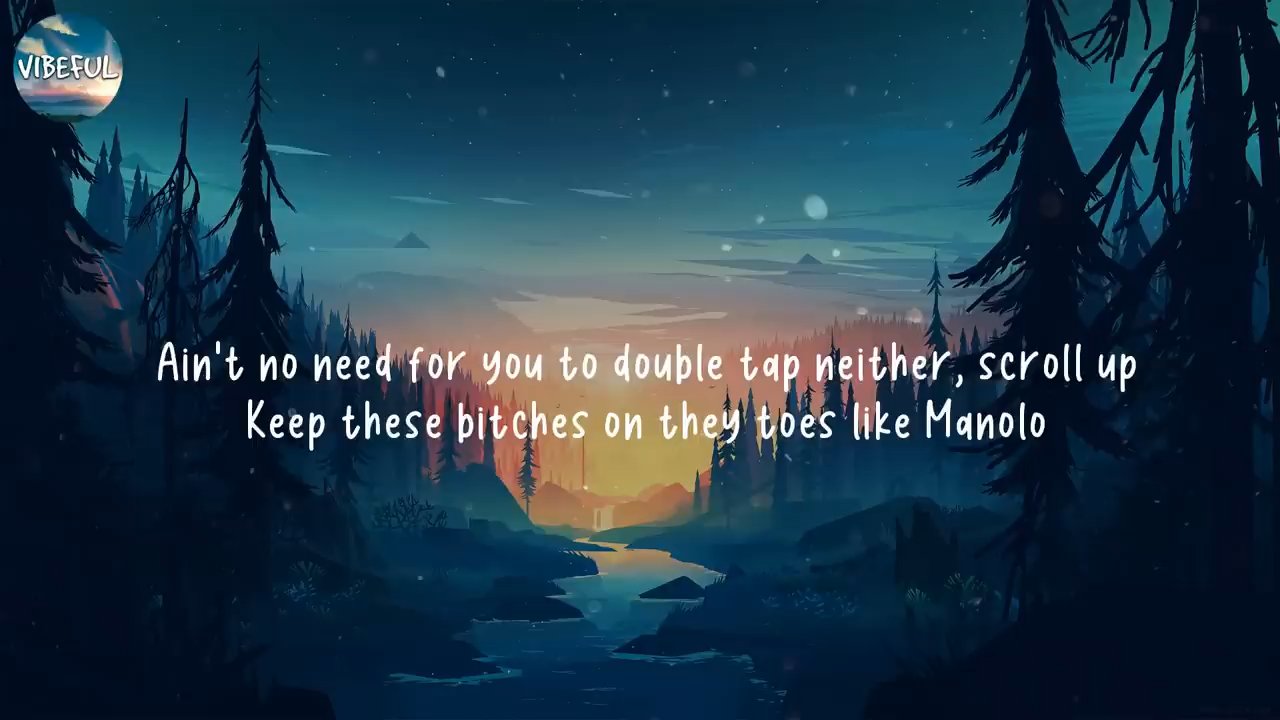 VIBEFUL
Ain't no need for you to double tap neither, scroll up
Keep these bitches on they toes like Manolo